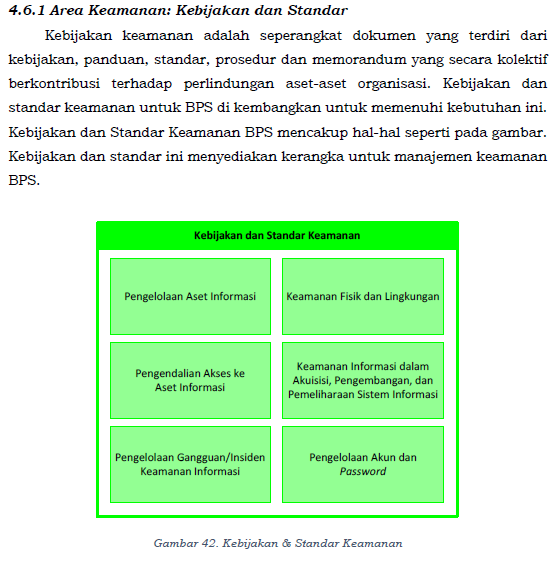 4.6.1 Area Keamanan: Kebijakan dan Standar
Kebijakan keamanan adalah seperangkat dokumen yang terdiri dari
kebijakan, panduan, standar, prosedur dan memorandum yang secara kolektif
berkontribusi terhadap perlindungan aset-aset organisasi. Kebijakan dan
standar keamanan untuk BPS di kembangkan untuk memenuhi kebutuhan ini.
Kebijakan dan Standar Keamanan BPS mencakup hal-hal seperti pada gambar.
Kebijakan dan standar ini menyediakan kerangka untuk manajemen keamanan
BPS.
Kebijakan dan Standar Keamanan
Pengelolaan Aset Informasi
Keamanan Fisik dan Lingkungan
Pengendalian Akses ke
Aset Informasi
Keamanan Informasi dalam
Akuisisi, Pengembangan, dan
Pemeliharaan Sistem Informasi
Pengelolaan Gangguan/Insiden
Keamanan Informasi
Pengelolaan Akun dan
Password
Gambar 42. Kebijakan & Standar Keamanan